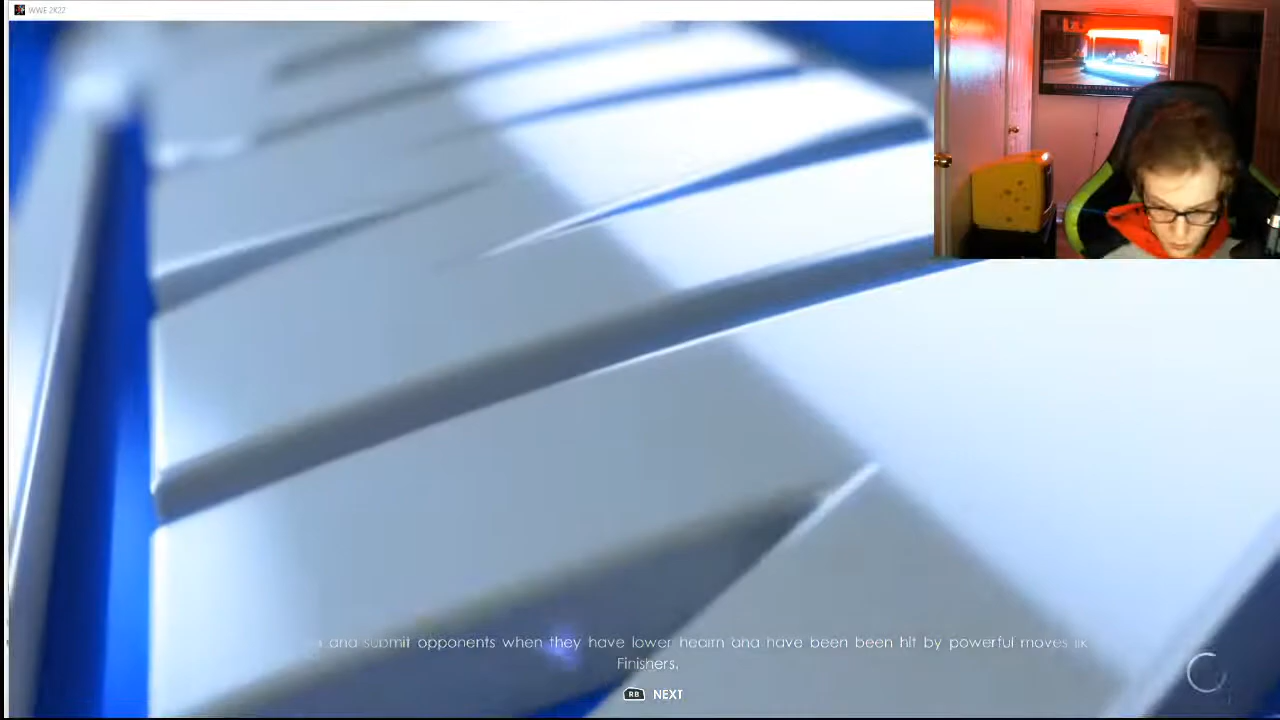 WWE 2K22
and submit opponents when they have lower health and have been been hit by powerful moves
Finishers.
RB NEXT